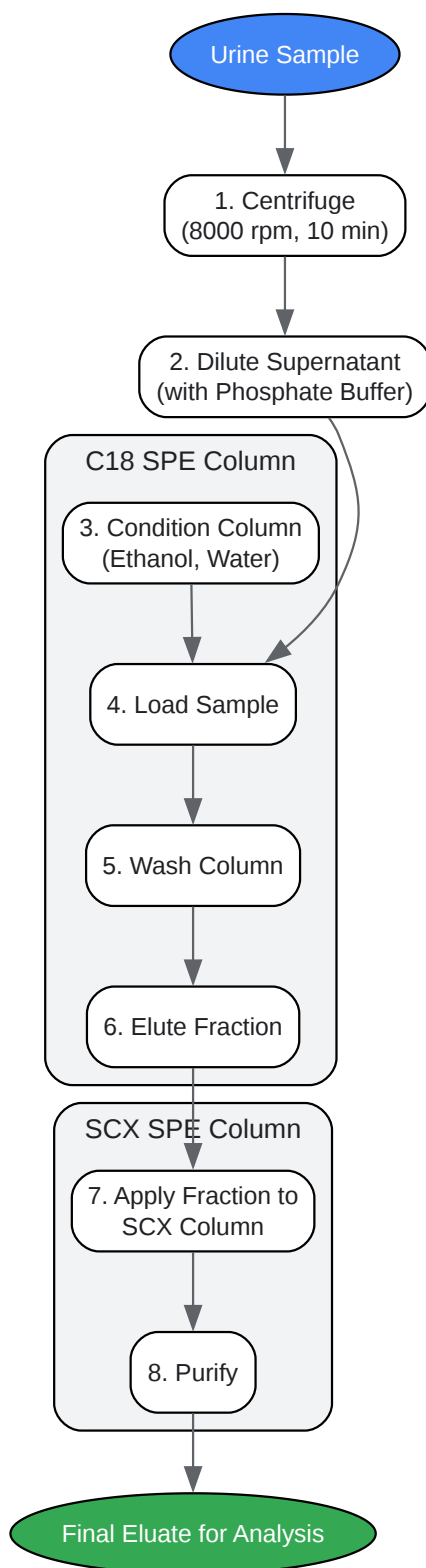 Urine Sample
1. Centrifuge
(8000 rpm, 10 min)
2. Dilute Supernatant
(with Phosphate Buffer)
C18 SPE Column
3. Condition Column
(Ethanol, Water)
4. Load Sample
5. Wash Column
6. Elute Fraction
SCX SPE Column
7. Apply Fraction to
SCX Column
8. Purify
Final Eluate for Analysis